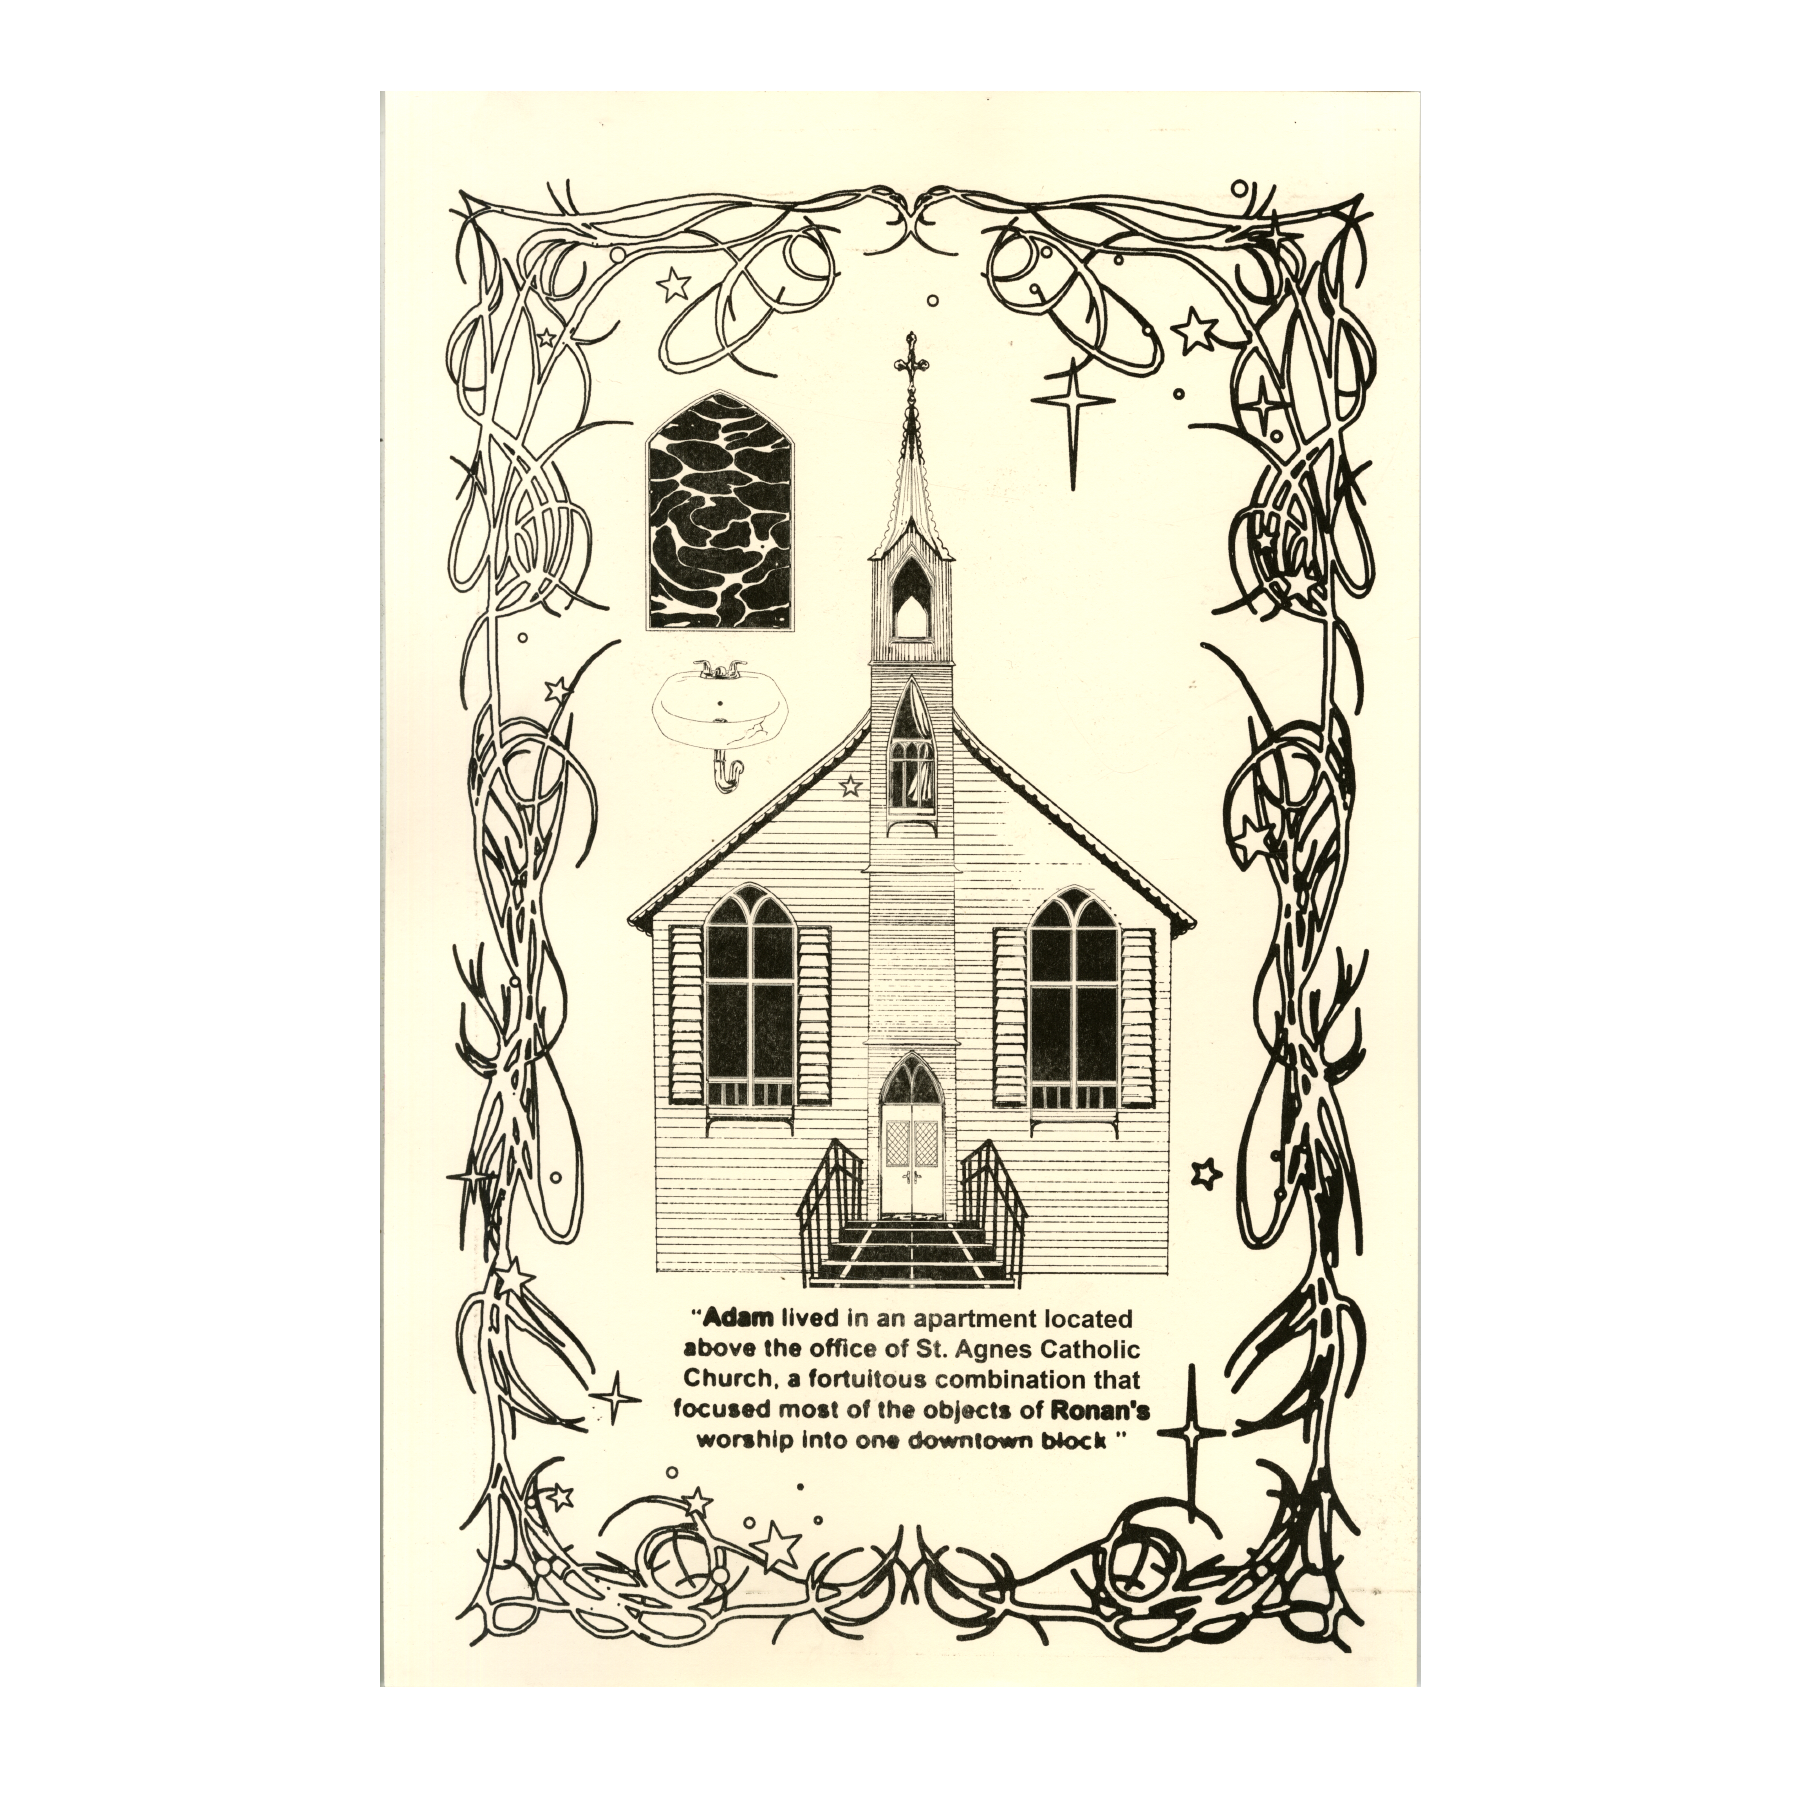 “Adam lived in an apartment located
above the office of St. Agnes Catholic
Church, a fortuitous combination that
focused most of the objects of Ronan's
worship into one downtown block ”